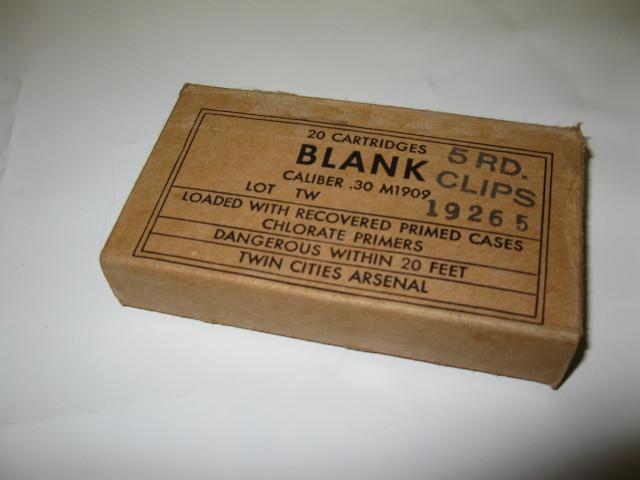 20 CARTRIDGES
BLANK
5 RD.
CLIPS
CALIBER .30 M1909
LOT TW 19265
LOADED WITH RECOVERED PRIMED CASES
CHLORATE PRIMERS
DANGEROUS WITHIN 20 FEET
TWIN CITIES ARSENAL